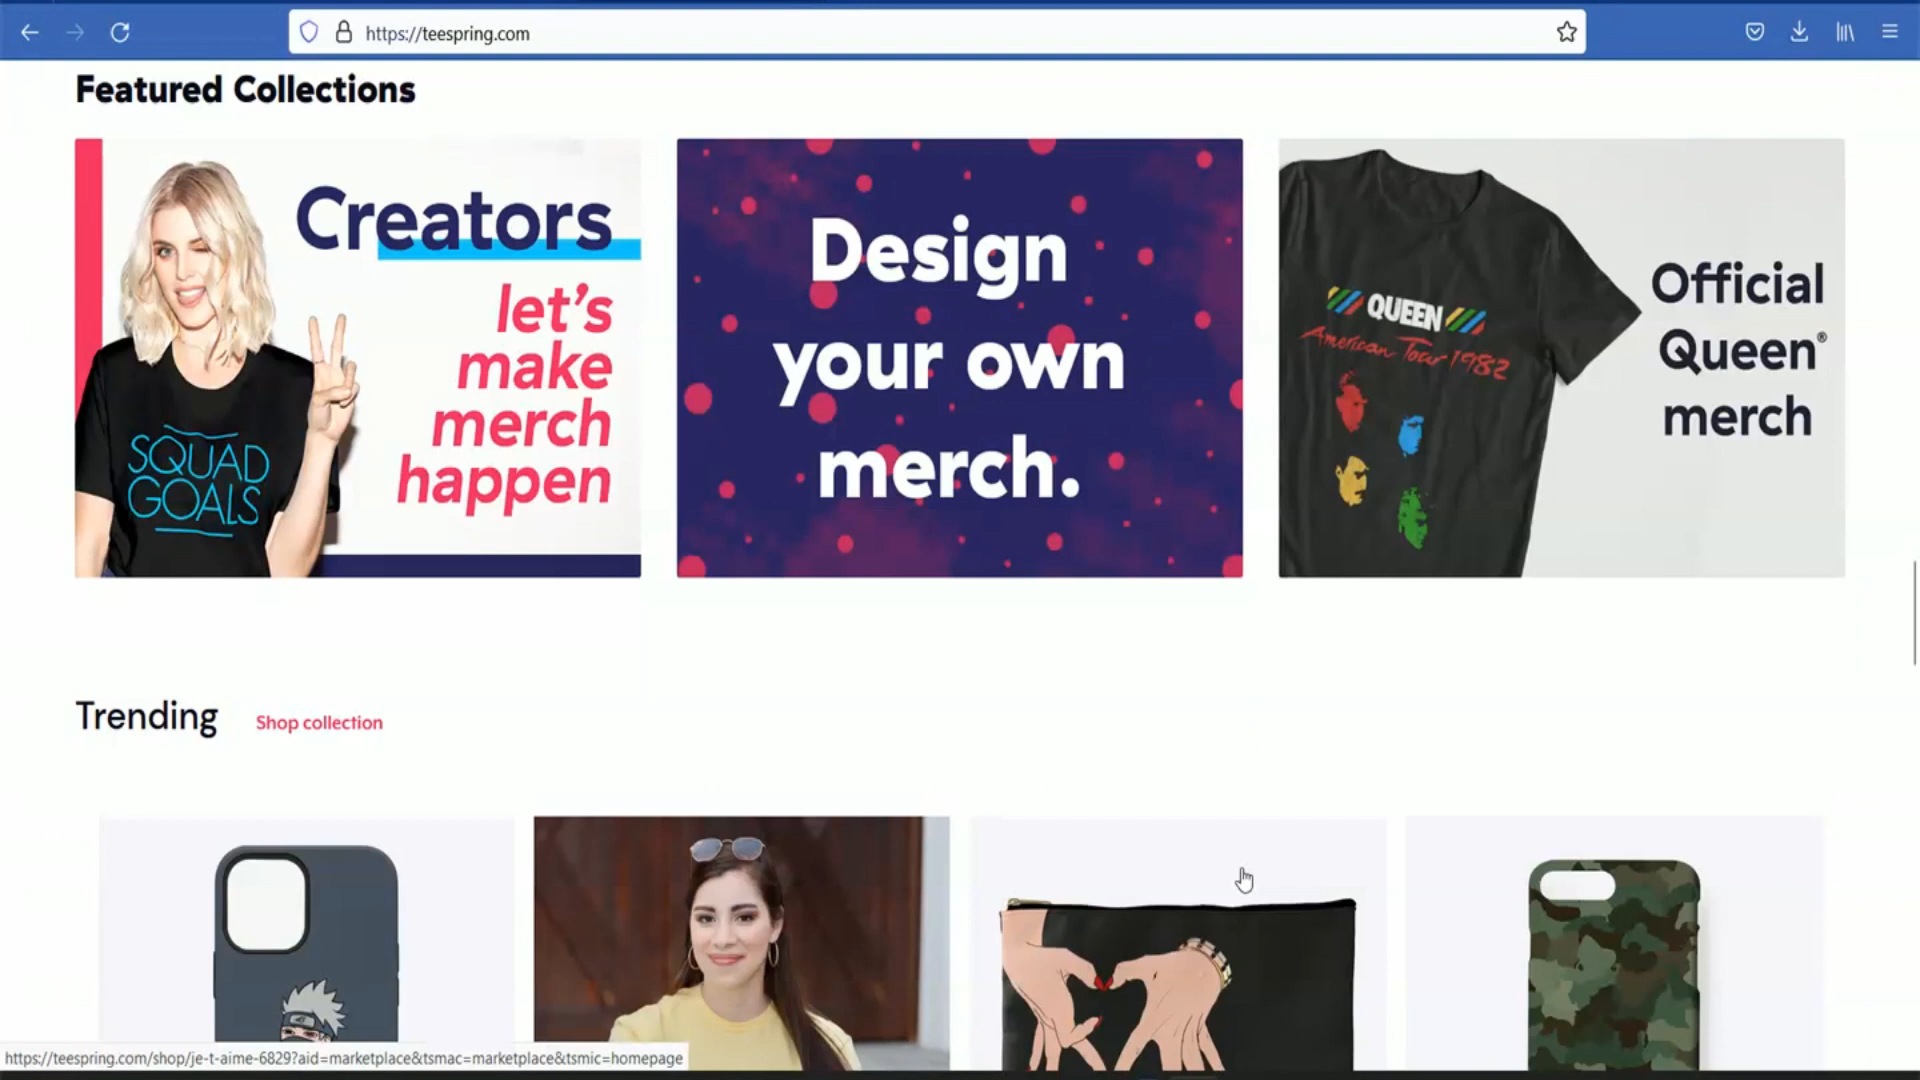 https://teespring.com
Featured Collections
Creators
let's
make
merch
happen
SQUAD
GOALS
Design
your own
merch.
QUEEN
American Tour 1982
Official
Queen®
merch
Trending
Shop collection
https://teespring.com/shop/je-t-aime-6829?aid=marketplace&tsmac=marketplace&tsmic=homepage